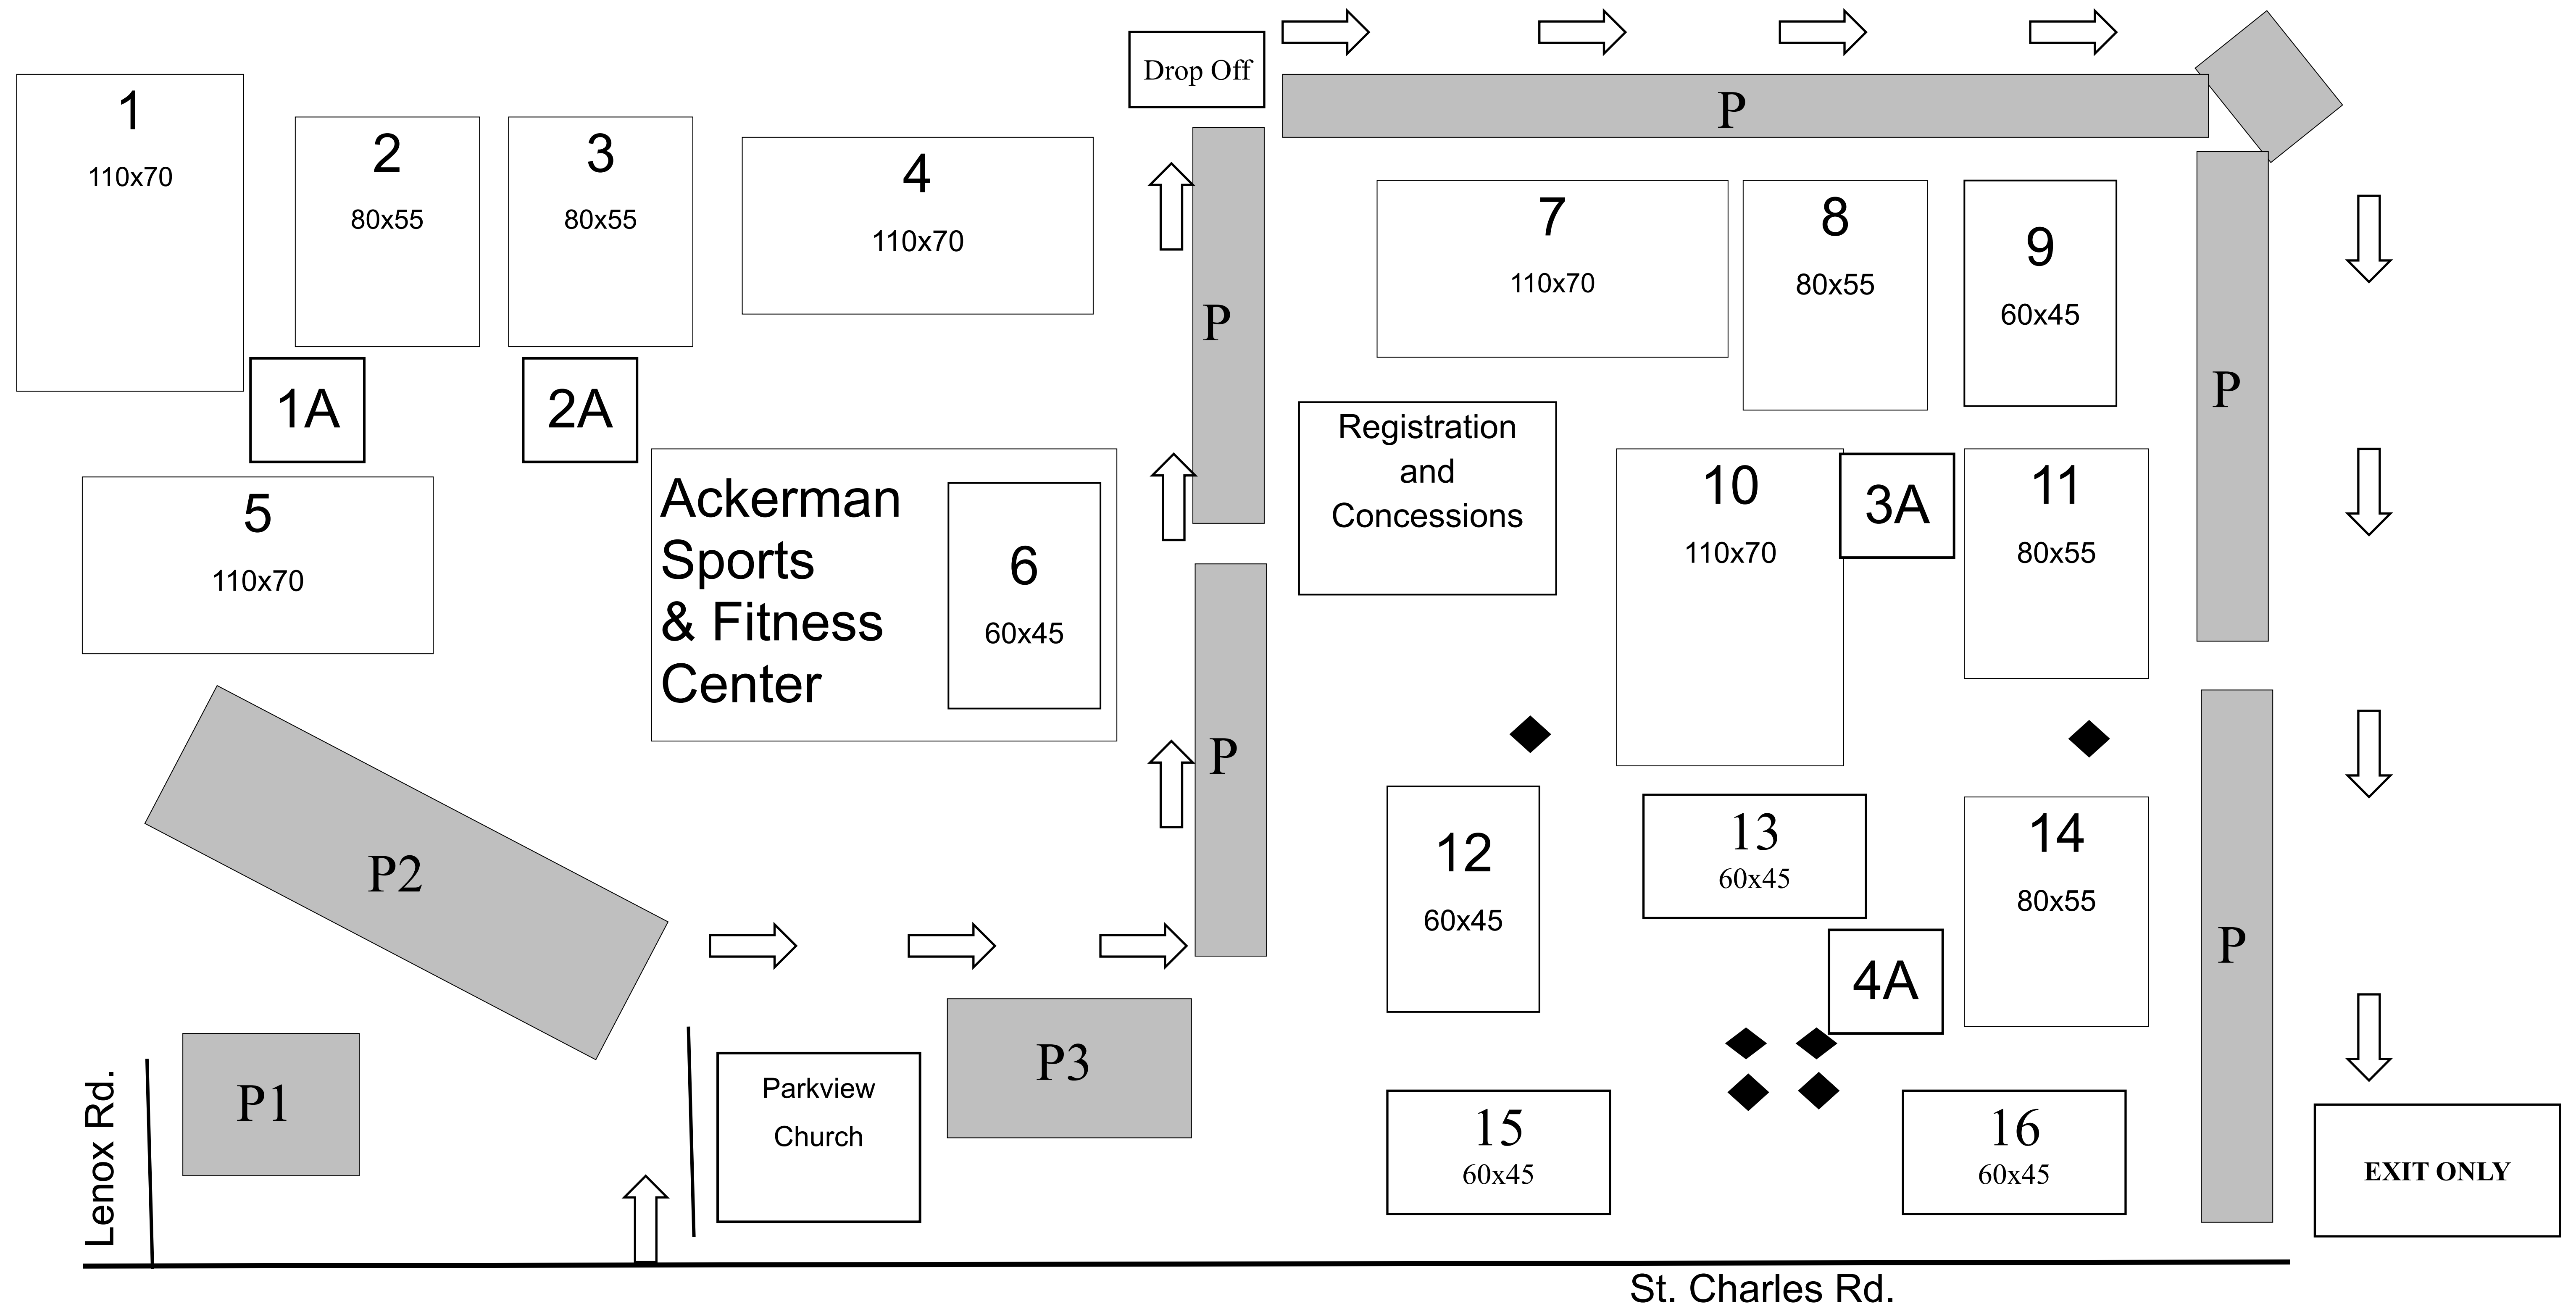 Drop Off
P
1
110x70
2
80x55
3
80x55
4
110x70
P
7
110x70
8
80x55
9
60x45
P
1A
2A
Registration
and
Concessions
5
110x70
Ackerman
Sports
& Fitness
Center
6
60x45
10
110x70
3A
11
80x55
P
P2
12
60x45
13
60x45
14
80x55
P
4A
P1
Lenox Rd.
Parkview
Church
P3
15
60x45
16
60x45
EXIT ONLY
St. Charles Rd.